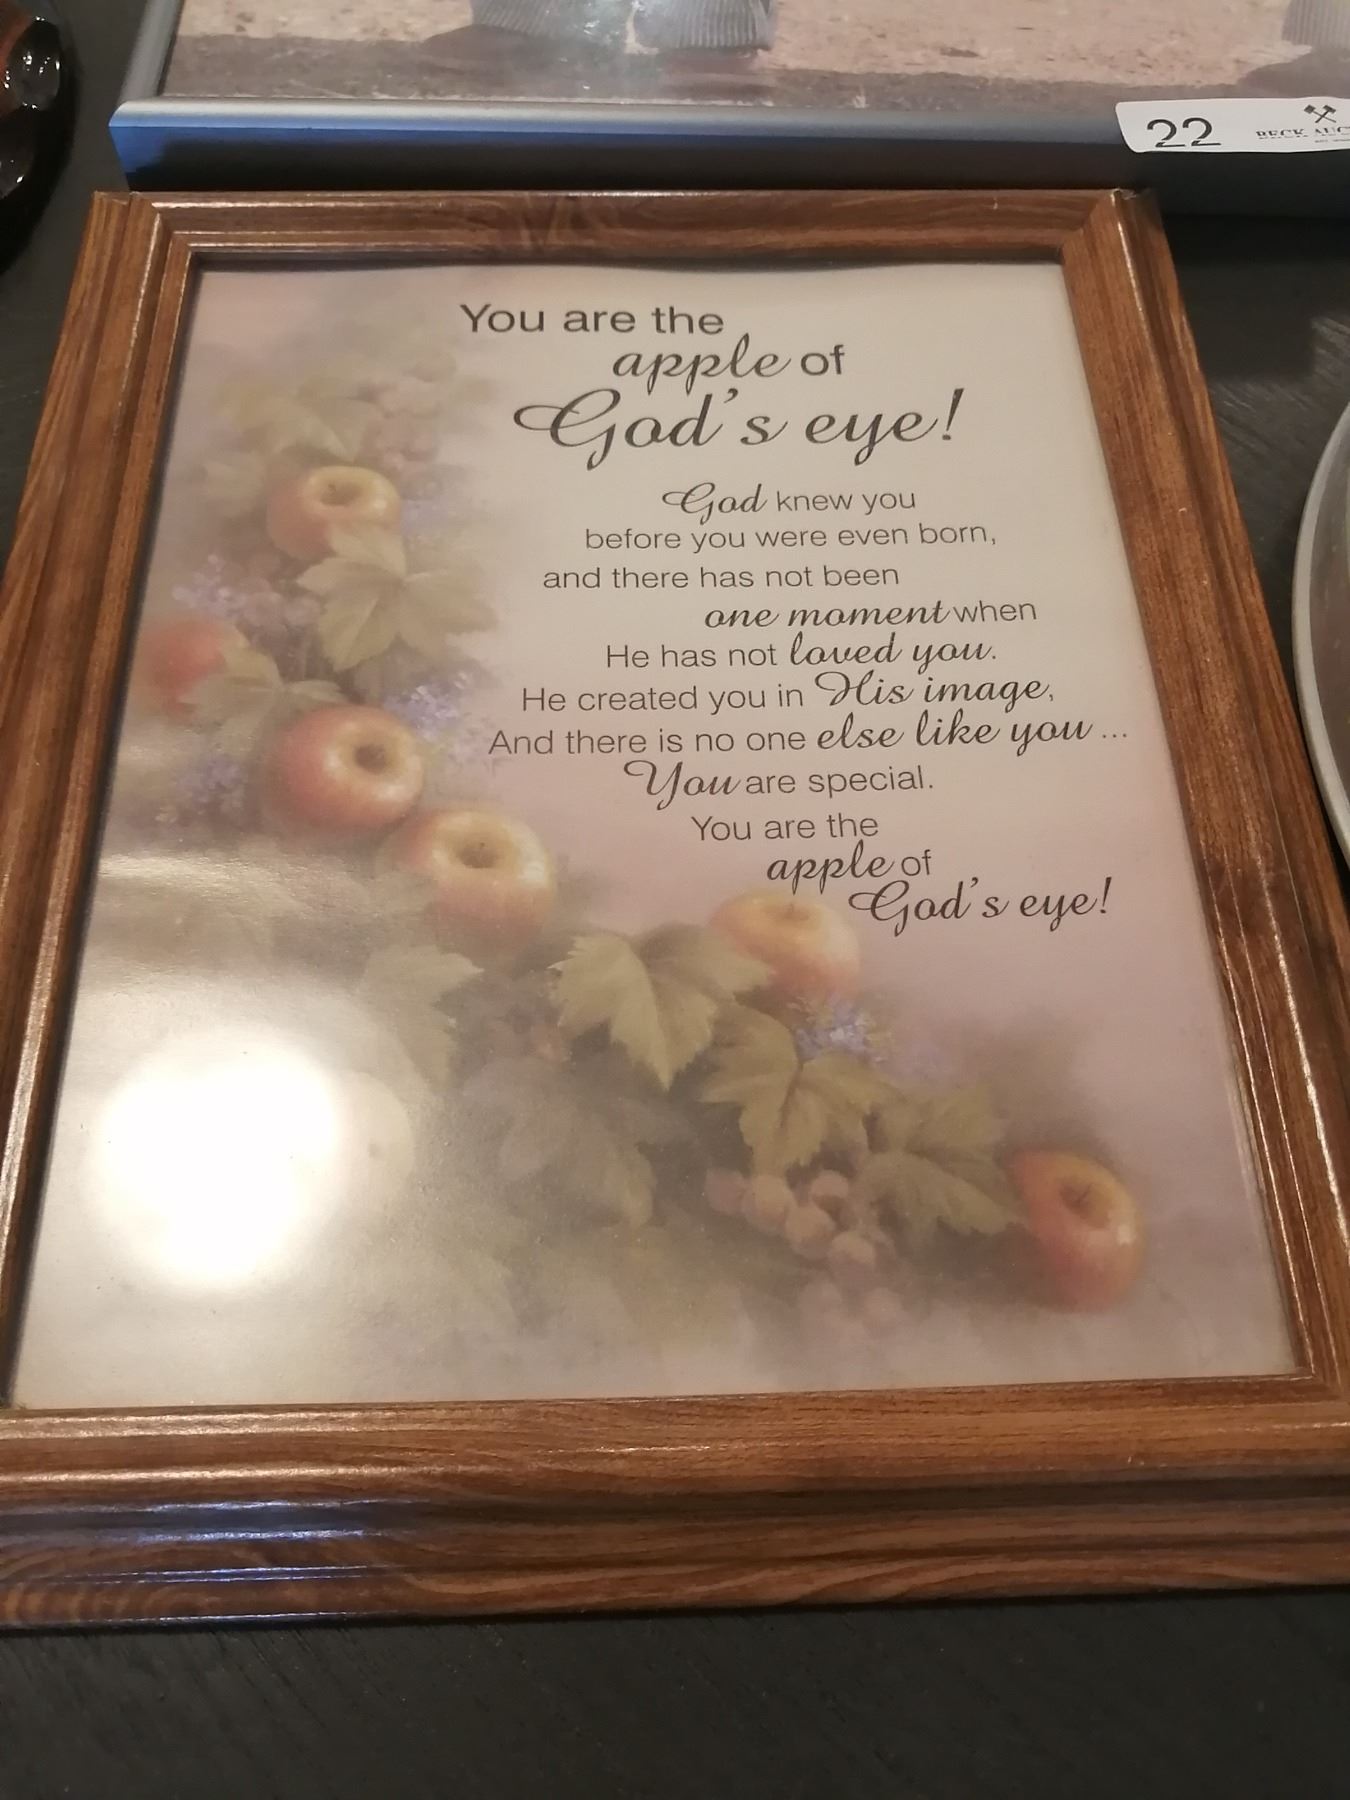 22
BECK AUC
You are the
apple of
God's eye!
God knew you
before you were even born,
and there has not been
one moment when
He has not loved you.
He created you in His image,
And there is no one else like you ...
You are special.
You are the
apple of
God's eye!